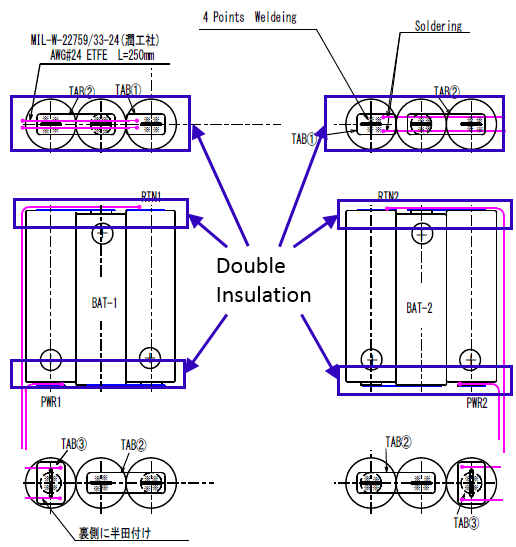 4 Points Weldeing
Soldering
MIL-W-22759/33-24(潤工社)
AWG#24 ETFE L=250mm
TAB②
TAB①
TAB②
TAB①
RTN1
RTN2
Double
Insulation
BAT-1
BAT-2
PWR1
PWR2
TAB③
TAB②
TAB②
TAB③
裏側に半田付け